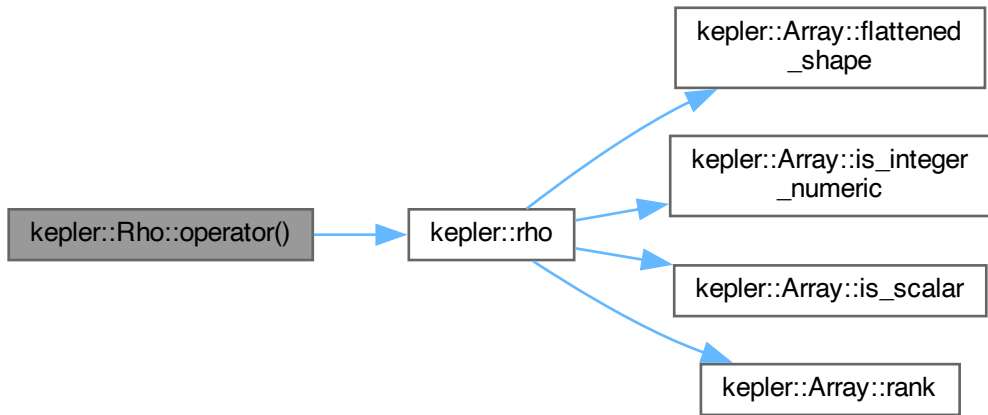 kepler::Array::flattened
_shape
kepler::Array::is_integer
_numeric
kepler::Rho::operator()
kepler::rho
kepler::Array::is_scalar
kepler::Array::rank